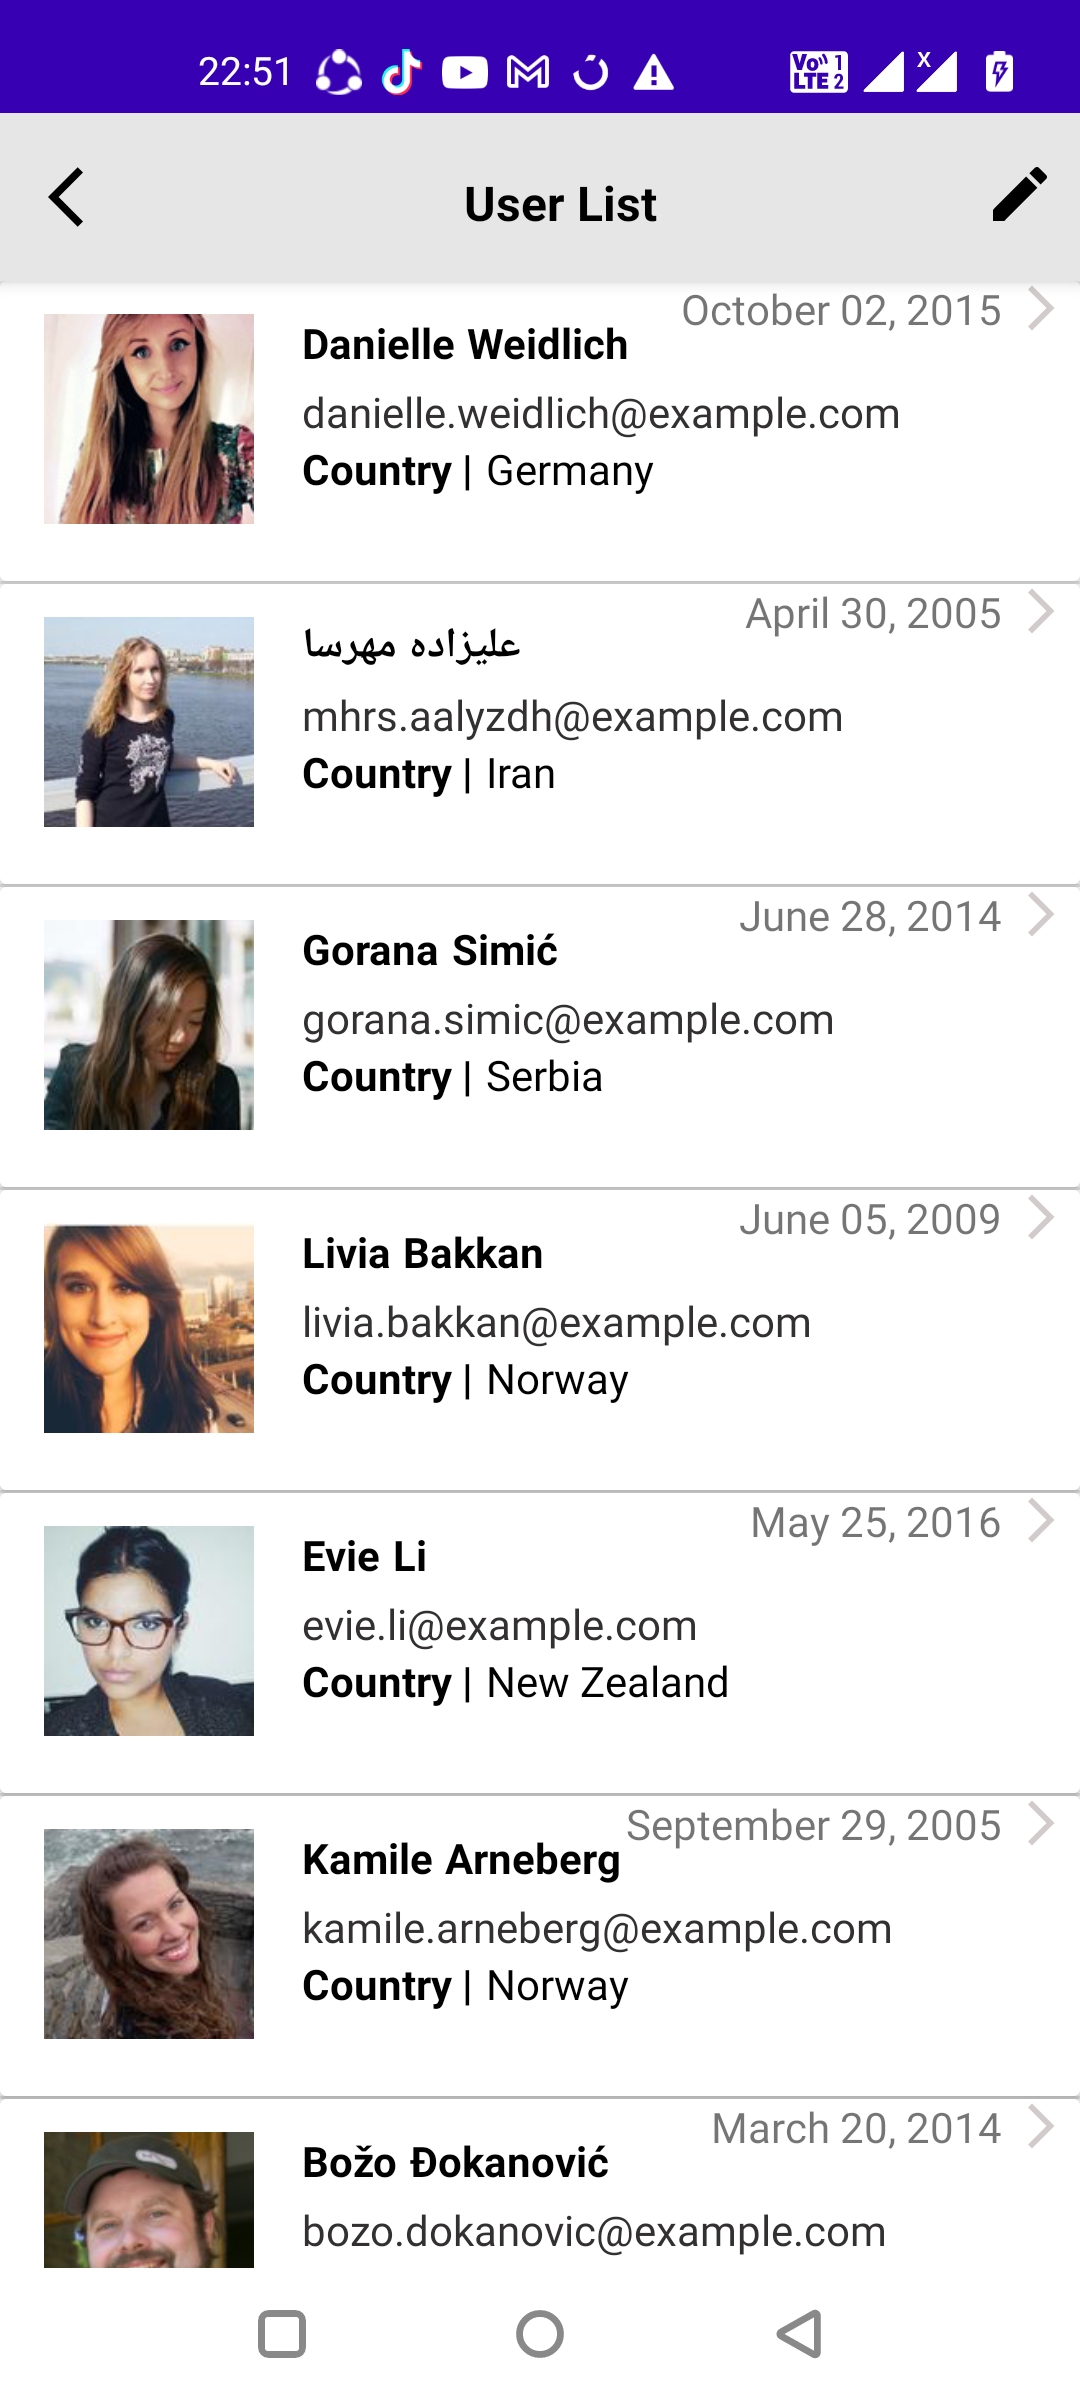 22:51
Vo)) 1
LTE 2
x
User List
October 02, 2015
Danielle Weidlich
danielle.weidlich@example.com
Country | Germany
April 30, 2005
علیزاده مهرسا
mhrs.aalyzdh@example.com
Country | Iran
June 28, 2014
Gorana Simić
gorana.simic@example.com
Country | Serbia
June 05, 2009
Livia Bakkan
livia.bakkan@example.com
Country | Norway
May 25, 2016
Evie Li
evie.li@example.com
Country | New Zealand
September 29, 2005
Kamile Arneberg
kamile.arneberg@example.com
Country | Norway
March 20, 2014
Božo Đokanović
bozo.dokanovic@example.com